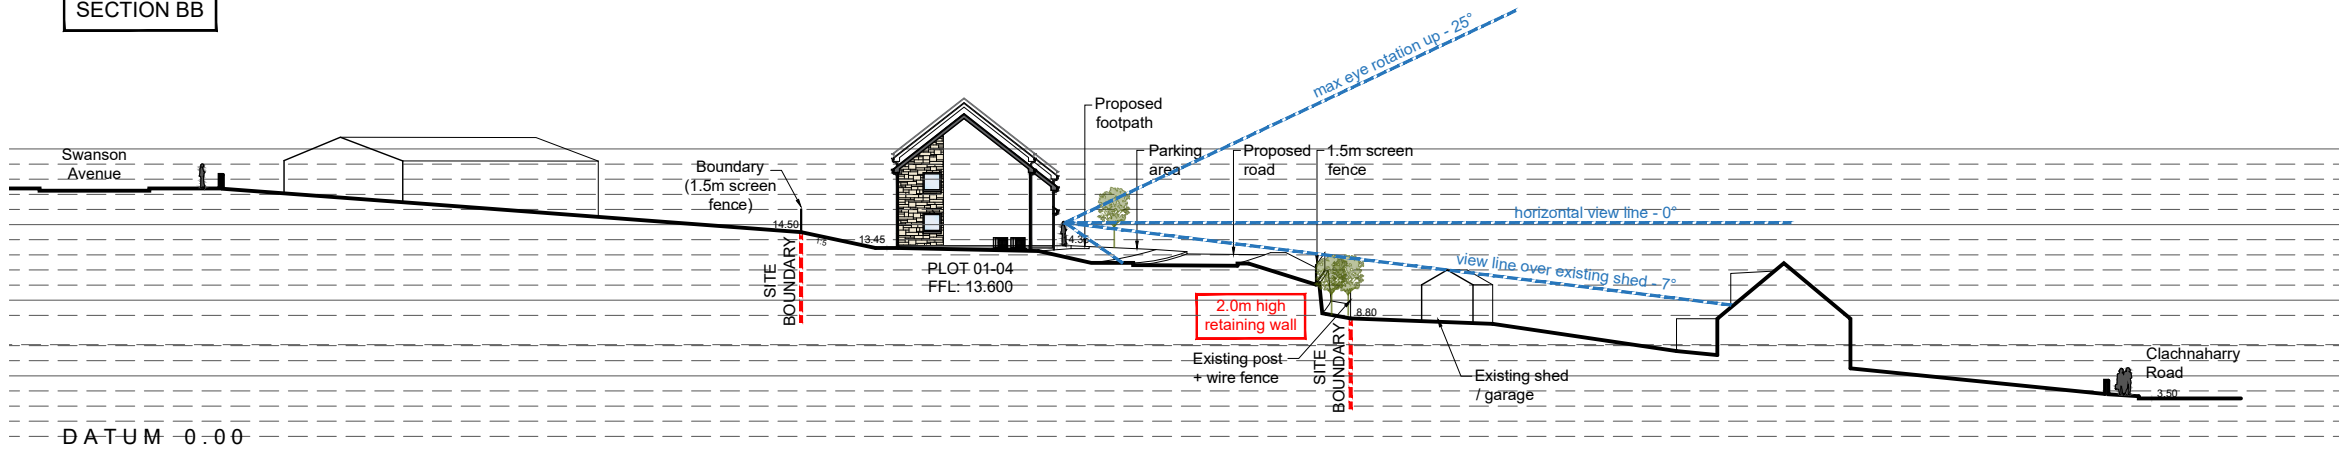 SECTION BB
max eye rotation up - 25°
Proposed
footpath
Swanson
Avenue
Boundary
(1.5m screen
fence)
Parking
area
Proposed
road
1.5m screen
fence
horizontal view line - 0°
14.50
1:5
13.45
SITE
BOUNDARY
PLOT 01-04
FFL: 13.600
view line over existing shed - 7°
2.0m high
retaining wall
8.80
Existing post
+ wire fence
SITE
BOUNDARY
Existing shed
/ garage
Clachnaharry
Road
3.50
DATUM 0.00